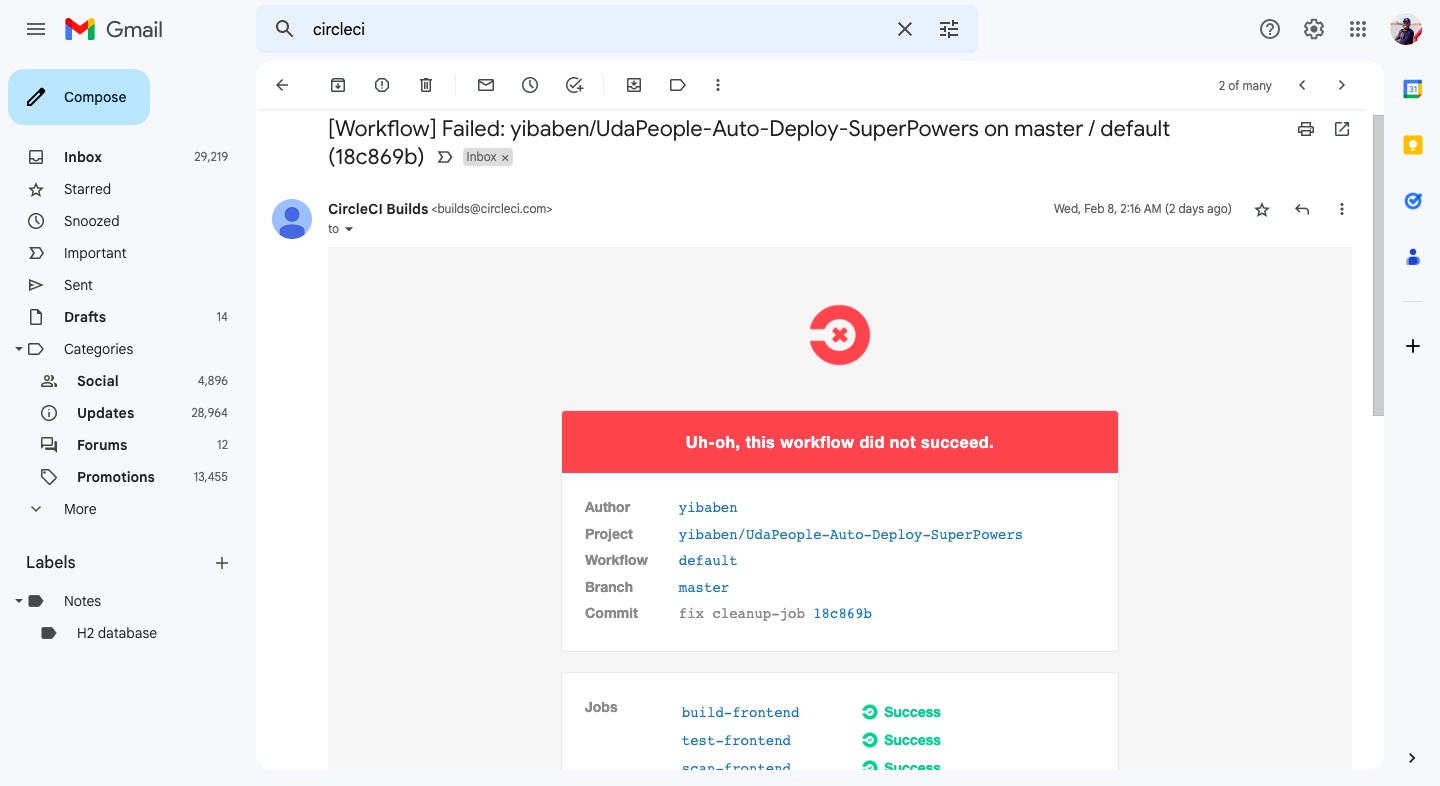 Gmail
circleci
Compose
2 of many
Inbox 29,219
Starred
Snoozed
Important
Sent
Drafts 14
Categories
Social 4,896
Updates 28,964
Forums 12
Promotions 13,455
More
Labels
Notes
H2 database
[Workflow] Failed: yibaben/UdaPeople-Auto-Deploy-SuperPowers on master / default
(18c869b) Inbox ×
CircleCI Builds <builds@circleci.com> Wed, Feb 8, 2:16 AM (2 days ago)
to
Uh-oh, this workflow did not succeed.
Author yibaben
Project yibaben/UdaPeople-Auto-Deploy-SuperPowers
Workflow default
Branch master
Commit fix cleanup-job 18c869b
Jobs build-frontend Success
test-frontend Success
scan-frontend Success
31